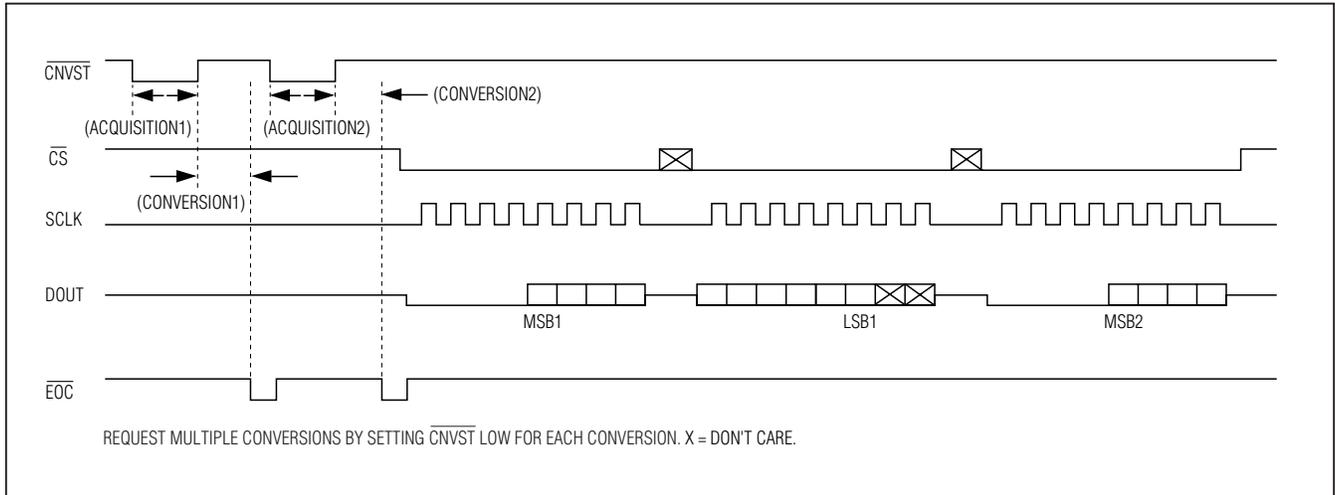 CNVST
(CONVERSION2)
(ACQUISITION1) (ACQUISITION2)
CS
(CONVERSION1)
SCLK
DOUT
MSB1 LSB1 MSB2
EOC
REQUEST MULTIPLE CONVERSIONS BY SETTING CNVST LOW FOR EACH CONVERSION. X = DON'T CARE.